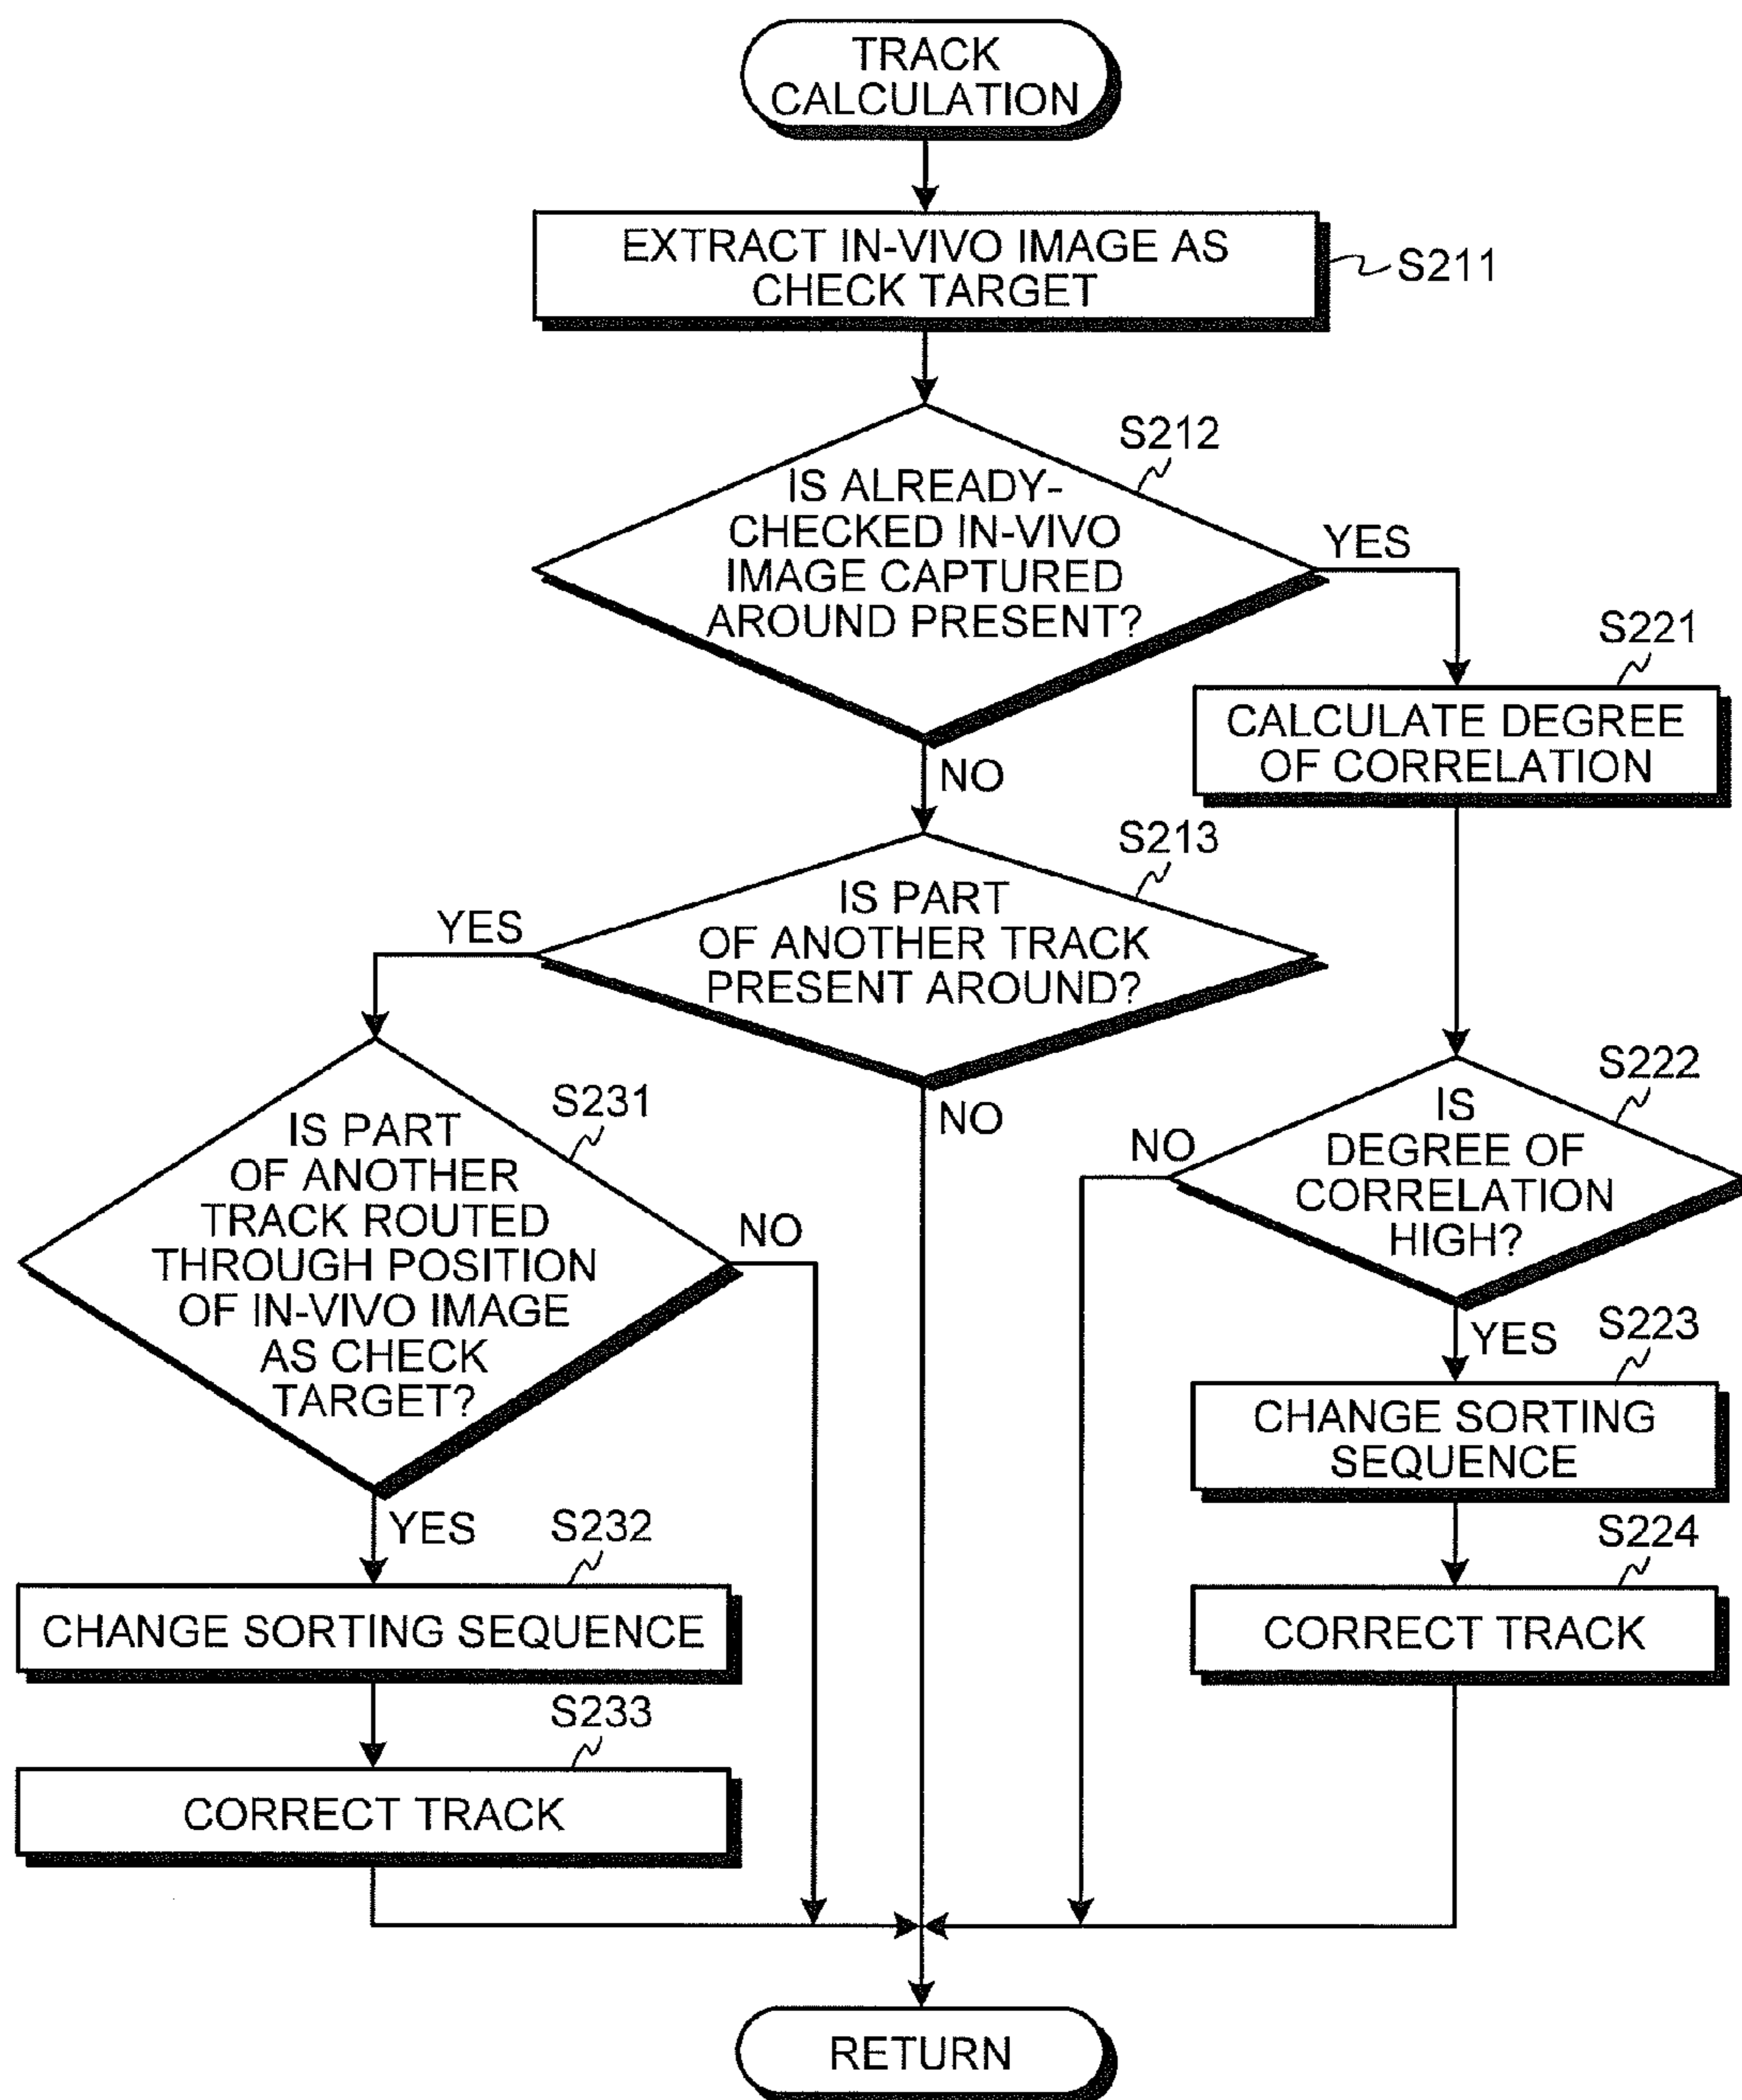 TRACK
CALCULATION
EXTRACT IN-VIVO IMAGE AS
CHECK TARGET
S211
S212
IS ALREADY-
CHECKED IN-VIVO
IMAGE CAPTURED
AROUND PRESENT?
YES
NO
S221
CALCULATE DEGREE
OF CORRELATION
S213
IS PART
OF ANOTHER TRACK
PRESENT AROUND?
YES
NO
S222
IS
DEGREE OF
CORRELATION
HIGH?
NO
YES
S231
IS PART
OF ANOTHER
TRACK ROUTED
THROUGH POSITION
OF IN-VIVO IMAGE
AS CHECK
TARGET?
NO
YES
S223
CHANGE SORTING
SEQUENCE
S232
CHANGE SORTING SEQUENCE
S224
CORRECT TRACK
S233
CORRECT TRACK
RETURN